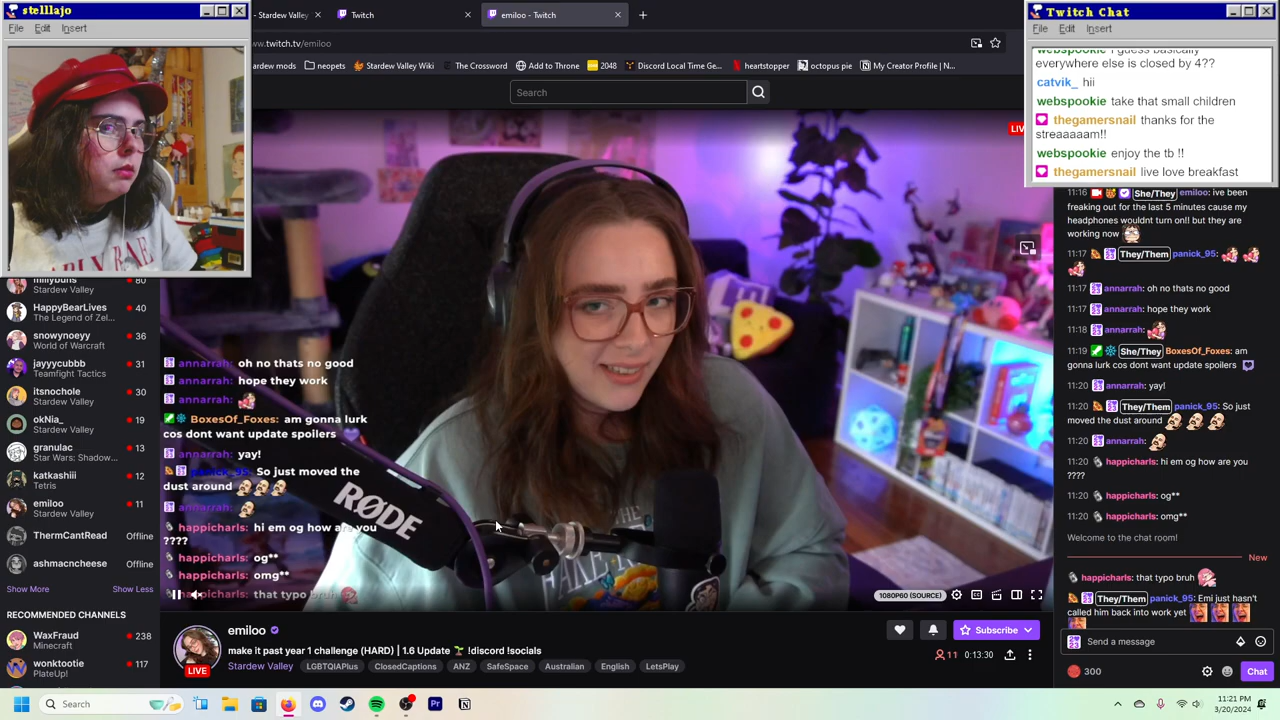 stelllajo
File Edit Insert
- Stardew Valley
emiloo - Twitch
ww.twitch.tv/emiloo
ardew mods
Stardew Valley Wiki
Add to Throne
2048
Discord Local Time Ge...
heartstopper
octopus pie
My Creator Profile | N...
Search
Twitch Chat
File Edit Insert
webspookie I guess basically
everywhere else is closed by 4??
catvik_ hii
webspookie take that small children
thegamersnail thanks for the
streaaaaam!!
webspookie enjoy the tb !!
thegamersnail live love breakfast
11:16 She/They emiloo: ive been
freaking out for the last 5 minutes cause my
headphones wouldnt turn on!! but they are
working now
11:17 They/Them panick_95:
11:17 annarrah: oh no thats no good
11:17 annarrah: hope they work
11:18 annarrah:
11:19 She/They BoxesOf_Foxes: am
gonna lurk cos dont want update spoilers
11:20 annarrah: yay!
11:20 They/Them panick_95: So just
moved the dust around
11:20 annarrah:
11:20 happicharls: hi em og how are you
????
11:20 happicharls: og**
11:20 happicharls: omg**
Welcome to the chat room!
New
happicharls: that typo bruh
They/Them panick_95: Emi just hasn't
called him back into work yet
Send a message
300
Chat
millybuns 80
Stardew Valley
HappyBearLives 40
The Legend of Zel...
snowynoeyy 36
World of Warcraft
jayyycubbb 31
Teamfight Tactics
itsnochole 30
Stardew Valley
okNia_ 19
Stardew Valley
granulac 13
Star Wars: Shadow...
katkashiii 12
Tetris
emiloo 11
Stardew Valley
ThermCantRead Offline
ashmacncheese Offline
Show More Show Less
RECOMMENDED CHANNELS
WaxFraud 238
Minecraft
wonktootie 117
PlateUp!
annarrah: oh no thats no good
annarrah: hope they work
annarrah:
BoxesOf_Foxes: am gonna lurk
cos dont want update spoilers
annarrah: yay!
panick_95: So just moved the
dust around
annarrah:
happicharls: hi em og how are you
????
happicharls: og**
happicharls: omg**
happicharls: that typo bruh
RØDE
1080P60 (SOURCE)
emiloo
Subscribe
LIVE
make it past year 1 challenge (HARD) | 1.6 Update !discord !socials
11 0:13:30
Stardew Valley LGBTQIAPlus ClosedCaptions ANZ SafeSpace Australian English LetsPlay
Search
11:21 PM
3/20/2024